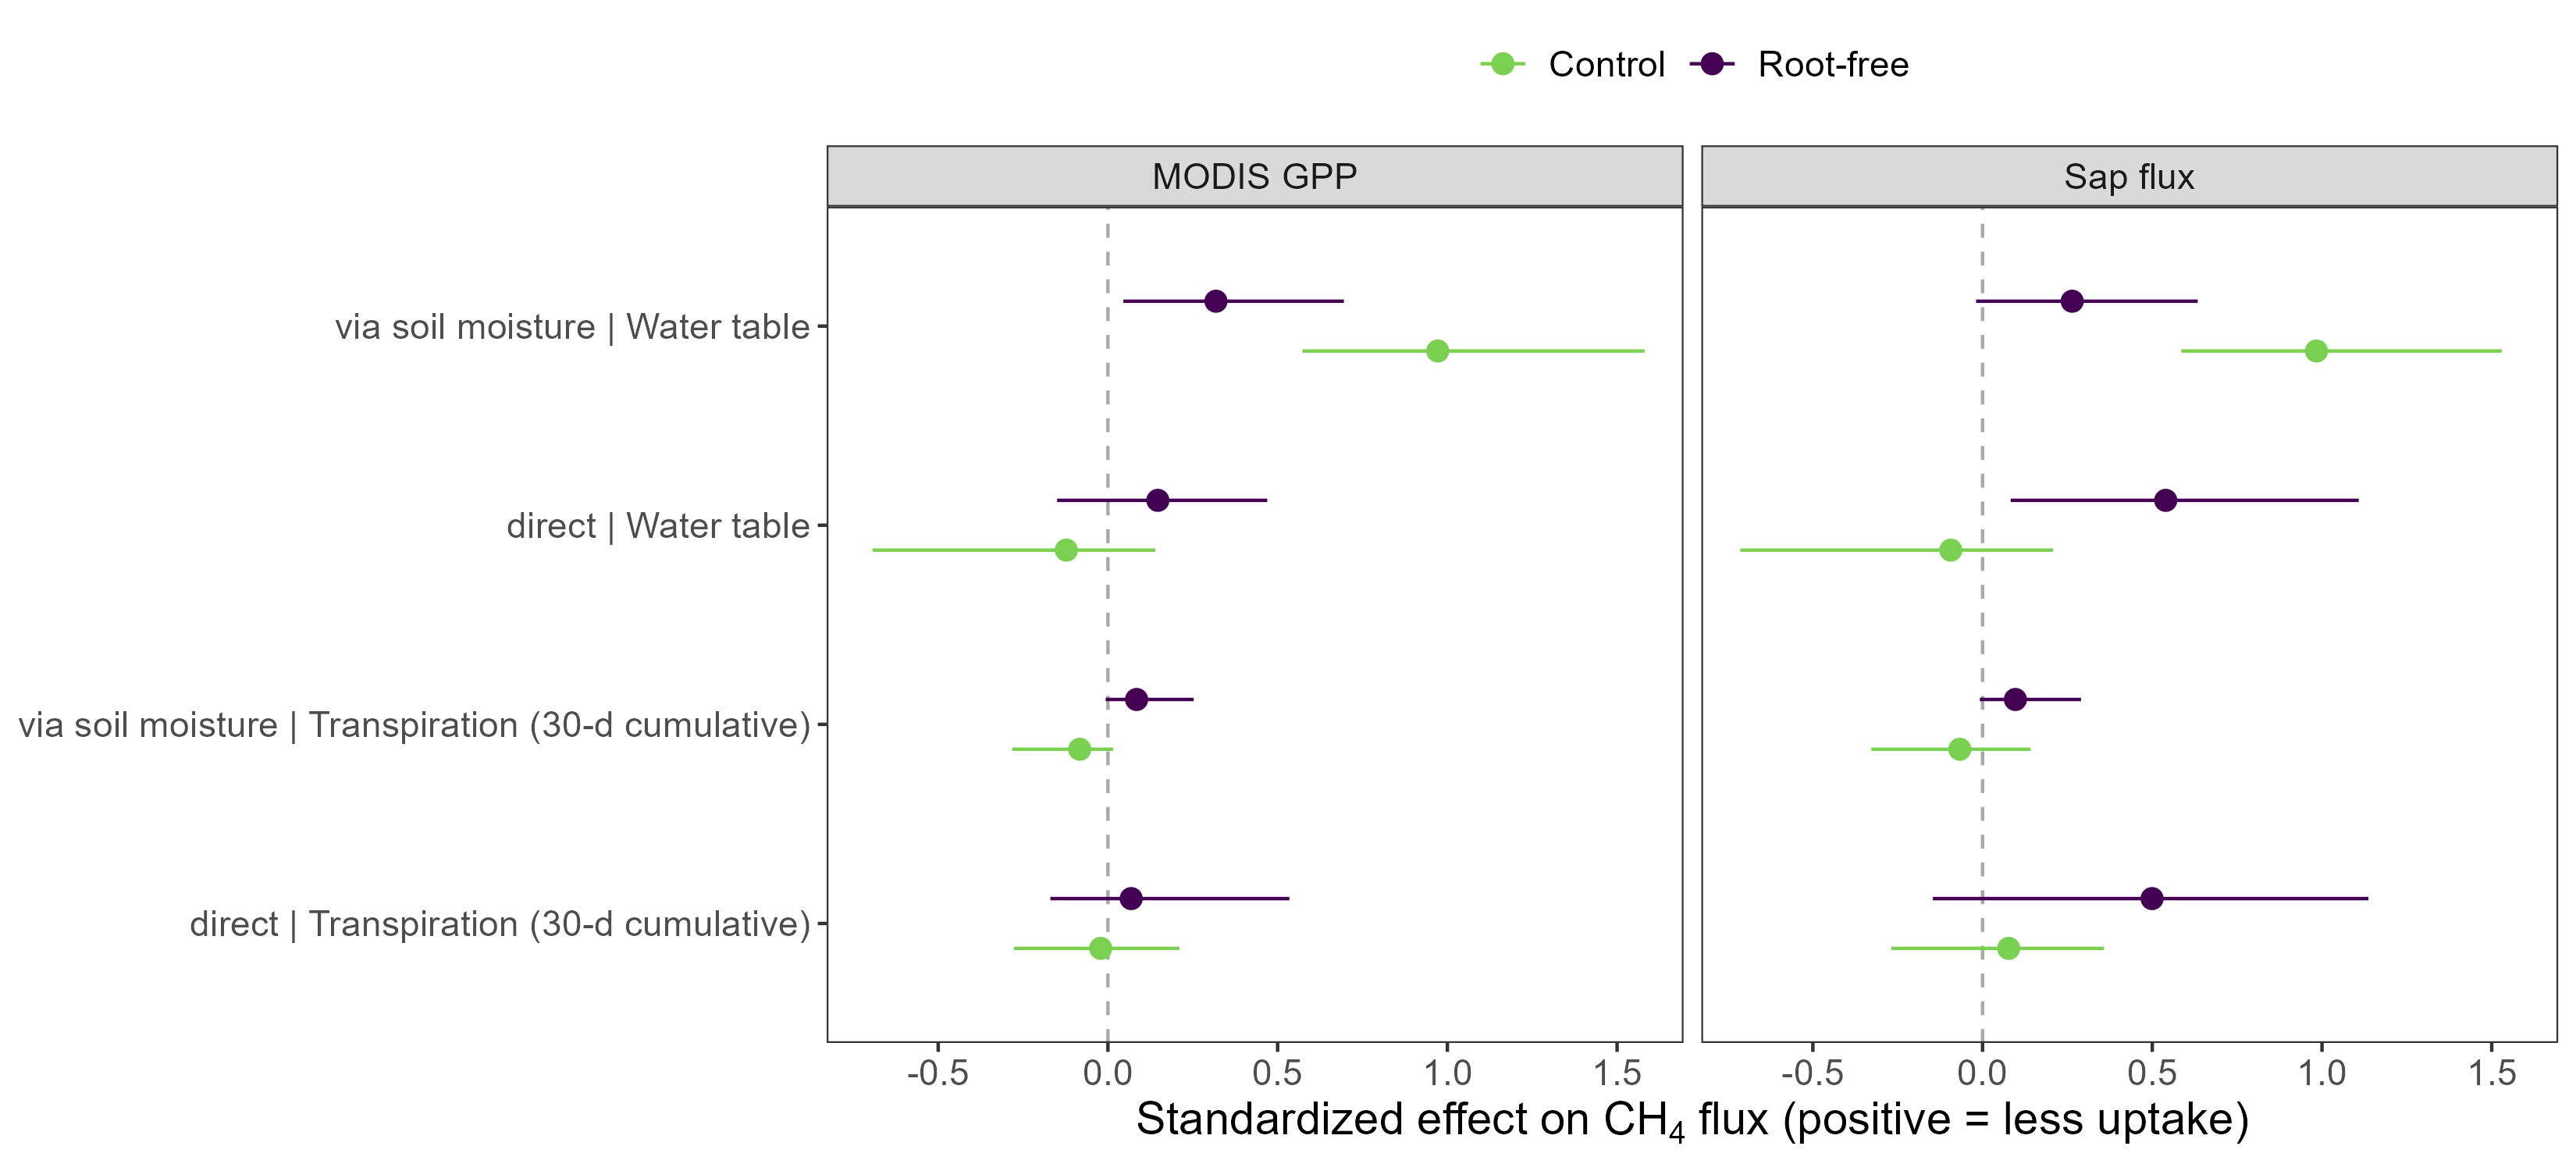 Control Root-free
MODIS GPP Sap flux
via soil moisture | Water table
direct | Water table
via soil moisture | Transpiration (30-d cumulative)
direct | Transpiration (30-d cumulative)
-0.5 0.0 0.5 1.0 1.5 -0.5 0.0 0.5 1.0 1.5
Standardized effect on CH₄ flux (positive = less uptake)